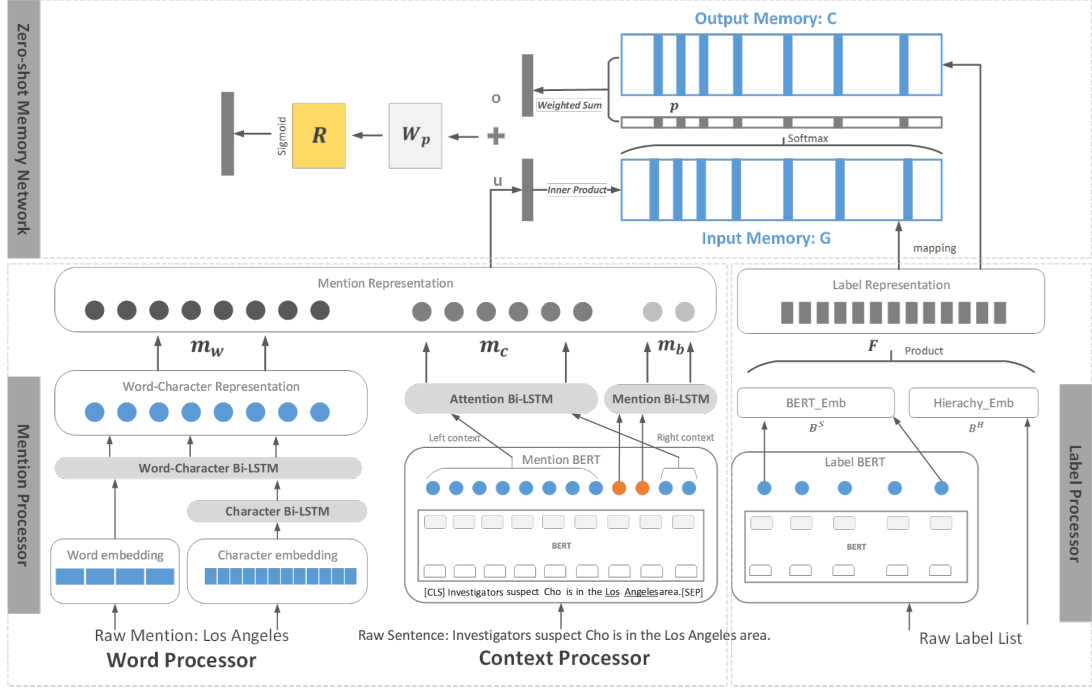 Zero-shot Memory Network
Output Memory: C
o
Weighted Sum
p
Sigmoid
R
W_p
+
Softmax
u
Inner Product
Input Memory: G
mapping
Mention Representation
Label Representation
m_w
m_c
m_b
F
Product
Mention Processor
Word-Character Representation
Attention Bi-LSTM
Mention Bi-LSTM
BERT_Emb
Hierachy_Emb
B^S
B^H
Left context
Right context
Word-Character Bi-LSTM
Mention BERT
Label BERT
Label Processor
Character Bi-LSTM
Word embedding
Character embedding
BERT
BERT
[CLS] Investigators suspect Cho is in the Los Angeles area.[SEP]
Raw Mention: Los Angeles
Raw Sentence: Investigators suspect Cho is in the Los Angeles area.
Raw Label List
Word Processor
Context Processor